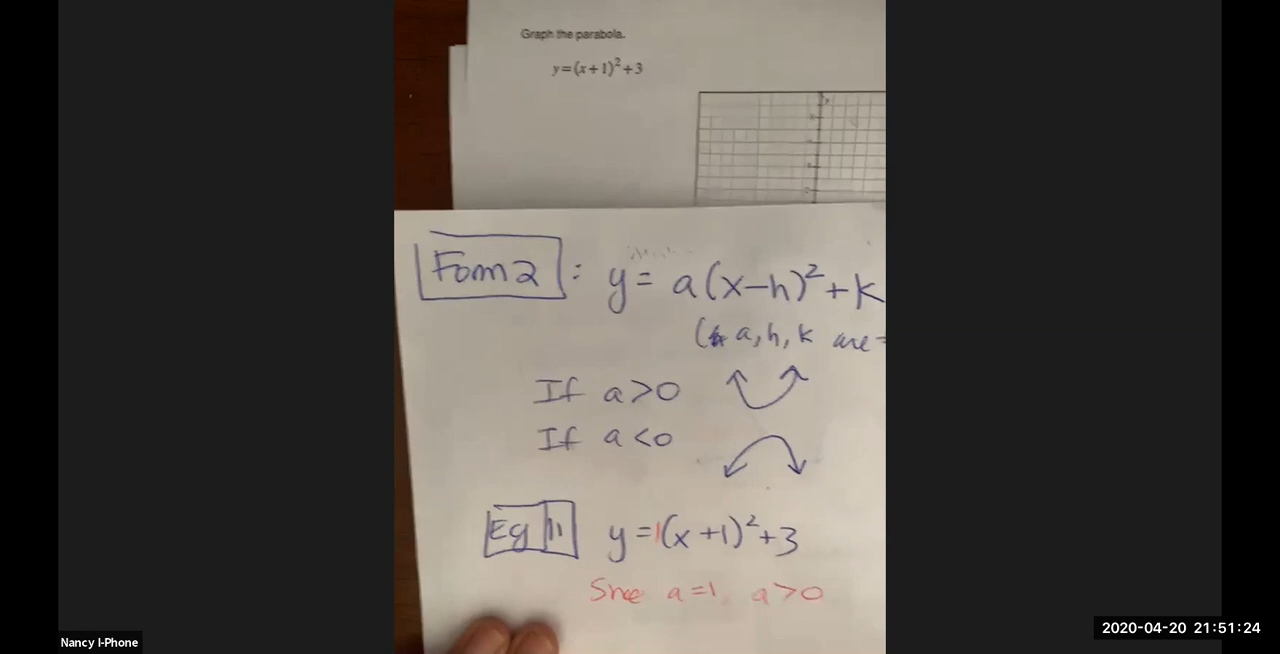 Graph the parabola.
y=(x+1)²+3
Form 2 : y = a(x-h)²+k
(a, h, k are
If a>0
If a<0
Eg 11 y = 1(x+1)²+3
Since a=1, a>0
Nancy I-Phone
2020-04-20 21:51:24